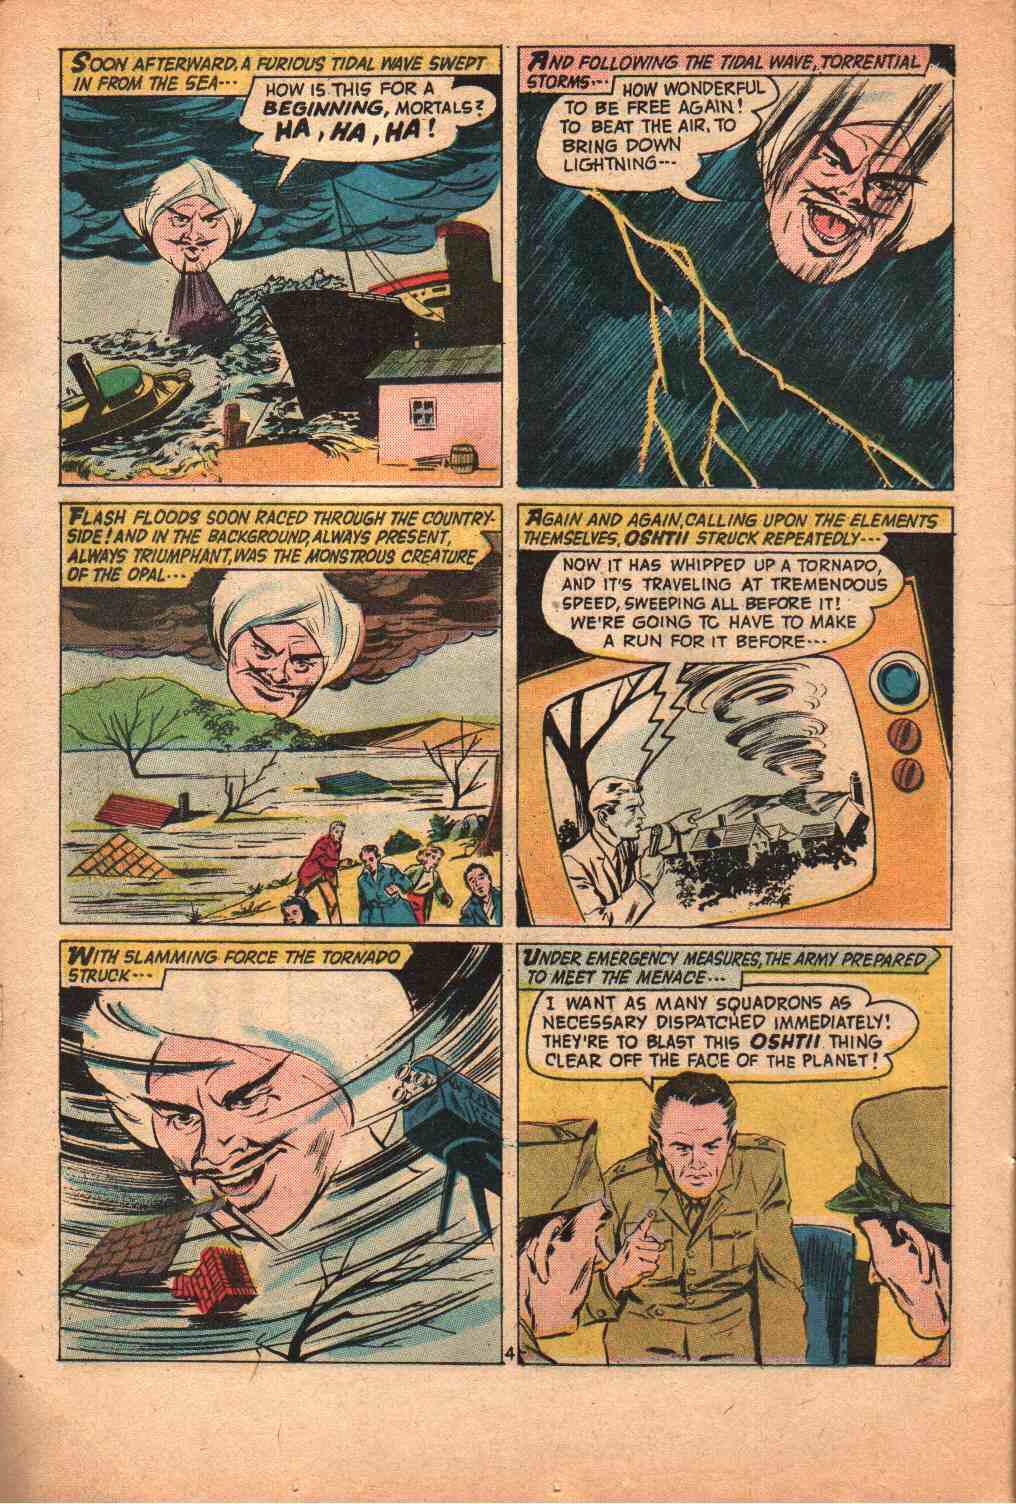 SOON AFTERWARD, A FURIOUS TIDAL WAVE SWEPT
IN FROM THE SEA---
HOW IS THIS FOR A
BEGINNING, MORTALS?
HA, HA, HA!
AND FOLLOWING THE TIDAL WAVE, TORRENTIAL
STORMS---
HOW WONDERFUL
TO BE FREE AGAIN!
TO BEAT THE AIR, TO
BRING DOWN
LIGHTNING---
FLASH FLOODS SOON RACED THROUGH THE COUNTRY-
SIDE! AND IN THE BACKGROUND, ALWAYS PRESENT,
ALWAYS TRIUMPHANT, WAS THE MONSTROUS CREATURE
OF THE OPAL---
AGAIN AND AGAIN, CALLING UPON THE ELEMENTS
THEMSELVES, OSHTII STRUCK REPEATEDLY---
NOW IT HAS WHIPPED UP A TORNADO,
AND IT'S TRAVELING AT TREMENDOUS
SPEED, SWEEPING ALL BEFORE IT!
WE'RE GOING TO HAVE TO MAKE
A RUN FOR IT BEFORE---
WITH SLAMMING FORCE THE TORNADO
STRUCK---
UNDER EMERGENCY MEASURES, THE ARMY PREPARED
TO MEET THE MENACE---
I WANT AS MANY SQUADRONS AS
NECESSARY DISPATCHED IMMEDIATELY!
THEY'RE TO BLAST THIS OSHTII THING
CLEAR OFF THE FACE OF THE PLANET!
4